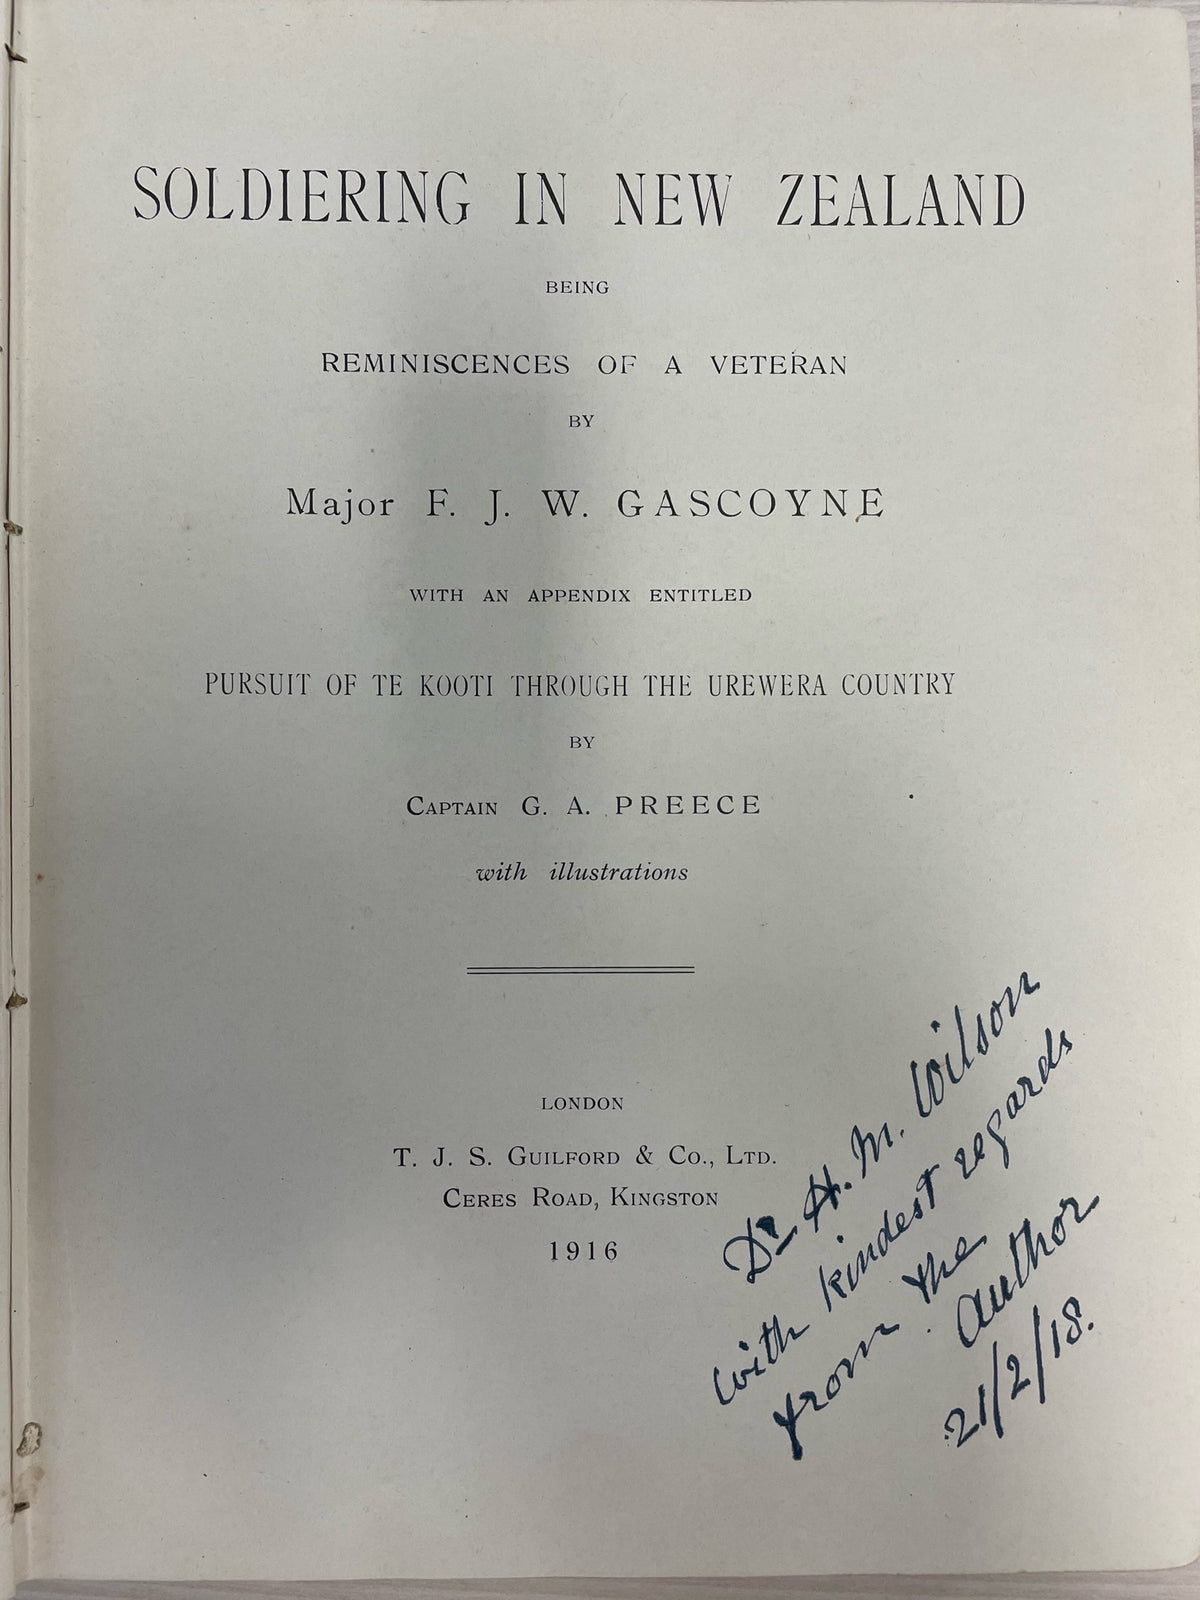 SOLDIERING IN NEW ZEALAND
BEING
REMINISCENCES OF A VETERAN
BY
Major F. J. W. GASCOYNE
WITH AN APPENDIX ENTITLED
PURSUIT OF TE KOOTI THROUGH THE UREWERA COUNTRY
BY
CAPTAIN G. A. PREECE
with illustrations
LONDON
T. J. S. GUILFORD & CO., LTD.
CERES ROAD, KINGSTON
1916
Dr H. M. Wilson
with kindest regards
from the
Author
21/2/18.